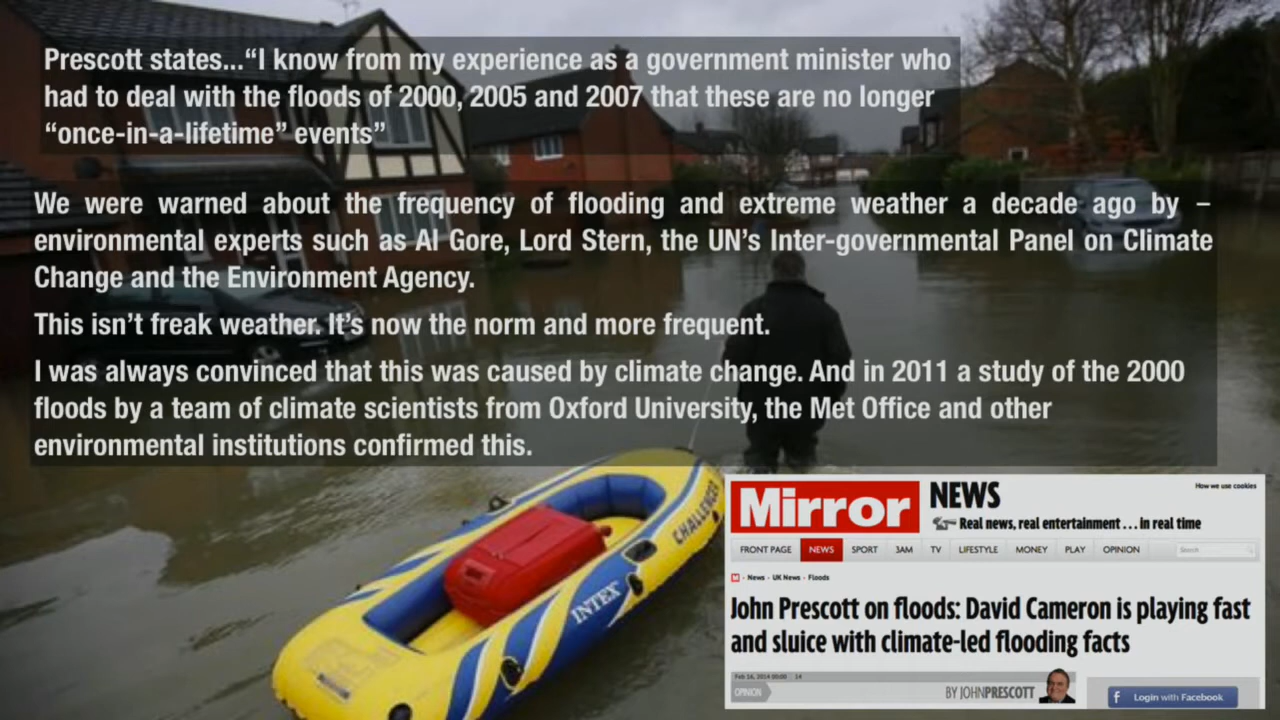 Prescott states...“I know from my experience as a government minister who
had to deal with the floods of 2000, 2005 and 2007 that these are no longer
“once-in-a-lifetime” events”
We were warned about the frequency of flooding and extreme weather a decade ago by –
environmental experts such as Al Gore, Lord Stern, the UN’s Inter-governmental Panel on Climate
Change and the Environment Agency.
This isn’t freak weather. It’s now the norm and more frequent.
I was always convinced that this was caused by climate change. And in 2011 a study of the 2000
floods by a team of climate scientists from Oxford University, the Met Office and other
environmental institutions confirmed this.
CHALLENGER
INTEX
Mirror NEWS
How we use cookies
Real news, real entertainment . . . in real time
FRONT PAGE NEWS SPORT 3AM TV LIFESTYLE MONEY PLAY OPINION Search...
M · News · UK News · Floods
John Prescott on floods: David Cameron is playing fast
and sluice with climate-led flooding facts
Feb 16, 2014 00:00 14
OPINION BY JOHNPRESCOTT
f Login with Facebook